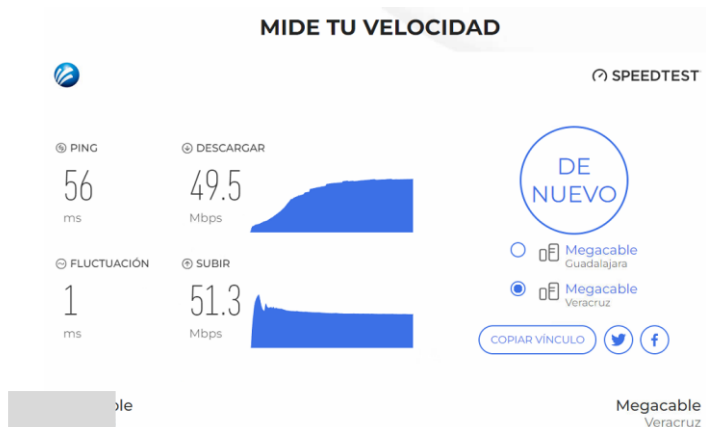 MIDE TU VELOCIDAD
SPEEDTEST
PING
56
ms
DESCARGAR
49.5
Mbps
FLUCTUACIÓN
1
ms
SUBIR
51.3
Mbps
DE
NUEVO
Megacable
Guadalajara
Megacable
Veracruz
COPIAR VÍNCULO
Megacable
Veracruz